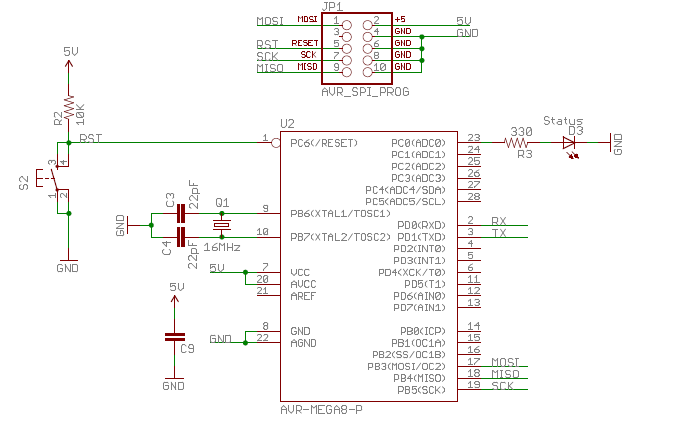 JP1
MOSI MOSI 1 2 +5 5V
3 4 GND GND
RST RESET 5 6 GND
SCK SCK 7 8 GND
MISO MISO 9 10 GND
AVR_SPI_PROG
5V
R2 10K
RST
S2 3 4 1 2
GND
U2
1 PC6(/RESET)
9 PB6(XTAL1/TOSC1)
10 PB7(XTAL2/TOSC2)
5V 7 VCC
20 AVCC
21 AREF
8 GND
GND 22 AGND
AVR-MEGA8-P
GND
C3 22pF
C4 22pF
Q1
16MHz
5V
C9
GND
PC0(ADC0) 23
PC1(ADC1) 24
PC2(ADC2) 25
PC3(ADC3) 26
PC4(ADC4/SDA) 27
PC5(ADC5/SCL) 28
PD0(RXD) 2 RX
PD1(TXD) 3 TX
PD2(INT0) 4
PD3(INT1) 5
PD4(XCK/T0) 6
PD5(T1) 11
PD6(AIN0) 12
PD7(AIN1) 13
PB0(ICP) 14
PB1(OC1A) 15
PB2(SS/OC1B) 16
PB3(MOSI/OC2) 17 MOSI
PB4(MISO) 18 MISO
PB5(SCK) 19 SCK
330
R3
Status
D3
GND